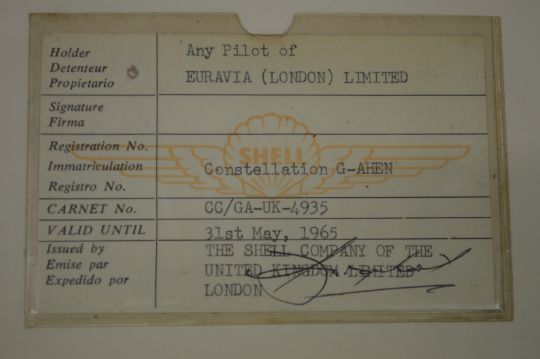 Holder Any Pilot of
Detenteur EURAVIA (LONDON) LIMITED
Propietario
Signature
Firma
Registration No.
SHELL
Immatriculation Constellation G-AHEN
Registro No.
CARNET No. CC/GA-UK-4935
VALID UNTIL 31st May, 1965
Issued by THE SHELL COMPANY OF THE
Emise par UNITED KINGDOM LIMITED
Expedido por LONDON